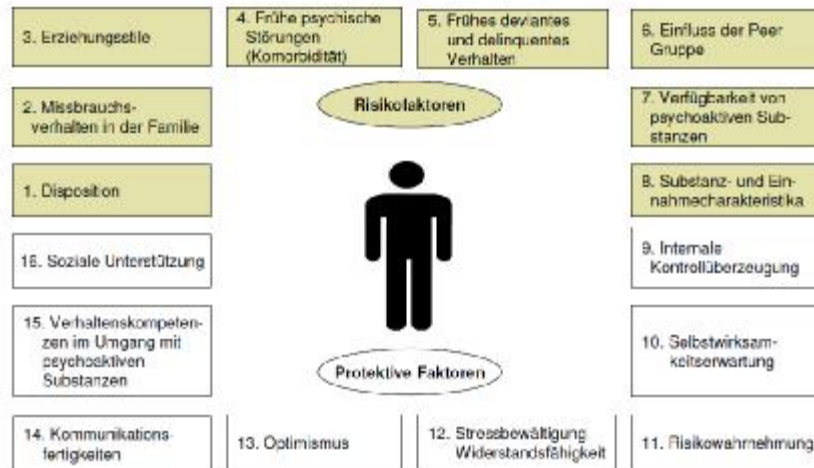 3. Erziehungsstile
4. Frühe psychische
Störungen
(Komorbidität)
5. Frühes deviantes
und delinquentes
Verhalten
6. Einfluss der Peer
Gruppe
2. Missbrauchs-
verhalten in der Familie
Risikofaktoren
7. Verfügbarkeit von
psychoaktiven Sub-
stanzen
1. Disposition
8. Substanz- und Ein-
nahmecharakteristika
16. Soziale Unterstützung
9. Internale
Kontrollüberzeugung
15. Verhaltenskompeten-
zen im Umgang mit
psychoaktiven
Substanzen
10. Selbstwirksam-
keitserwartung
Protektive Faktoren
14. Kommunikations-
fertigkeiten
13. Optimismus
12. Stressbewältigung
Widerstandsfähigkeit
11. Risikowahrnehmung